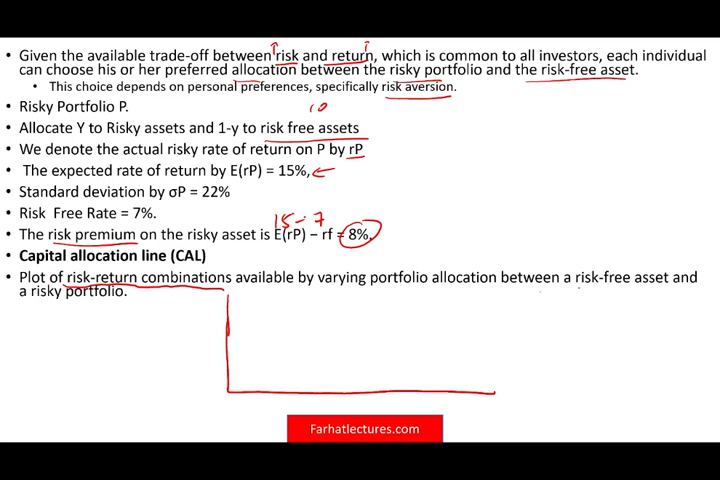 • Given the available trade-off between risk and return, which is common to all investors, each individual
can choose his or her preferred allocation between the risky portfolio and the risk-free asset.
• This choice depends on personal preferences, specifically risk aversion.
• Risky Portfolio P.
10
• Allocate Y to Risky assets and 1-y to risk free assets
• We denote the actual risky rate of return on P by rP
• The expected rate of return by E(rP) = 15%,
• Standard deviation by σP = 22%
• Risk Free Rate = 7%.
15 - 7
• The risk premium on the risky asset is E(rP) – rf = 8%.
• Capital allocation line (CAL)
• Plot of risk-return combinations available by varying portfolio allocation between a risk-free asset and
a risky portfolio.
Farhatlectures.com